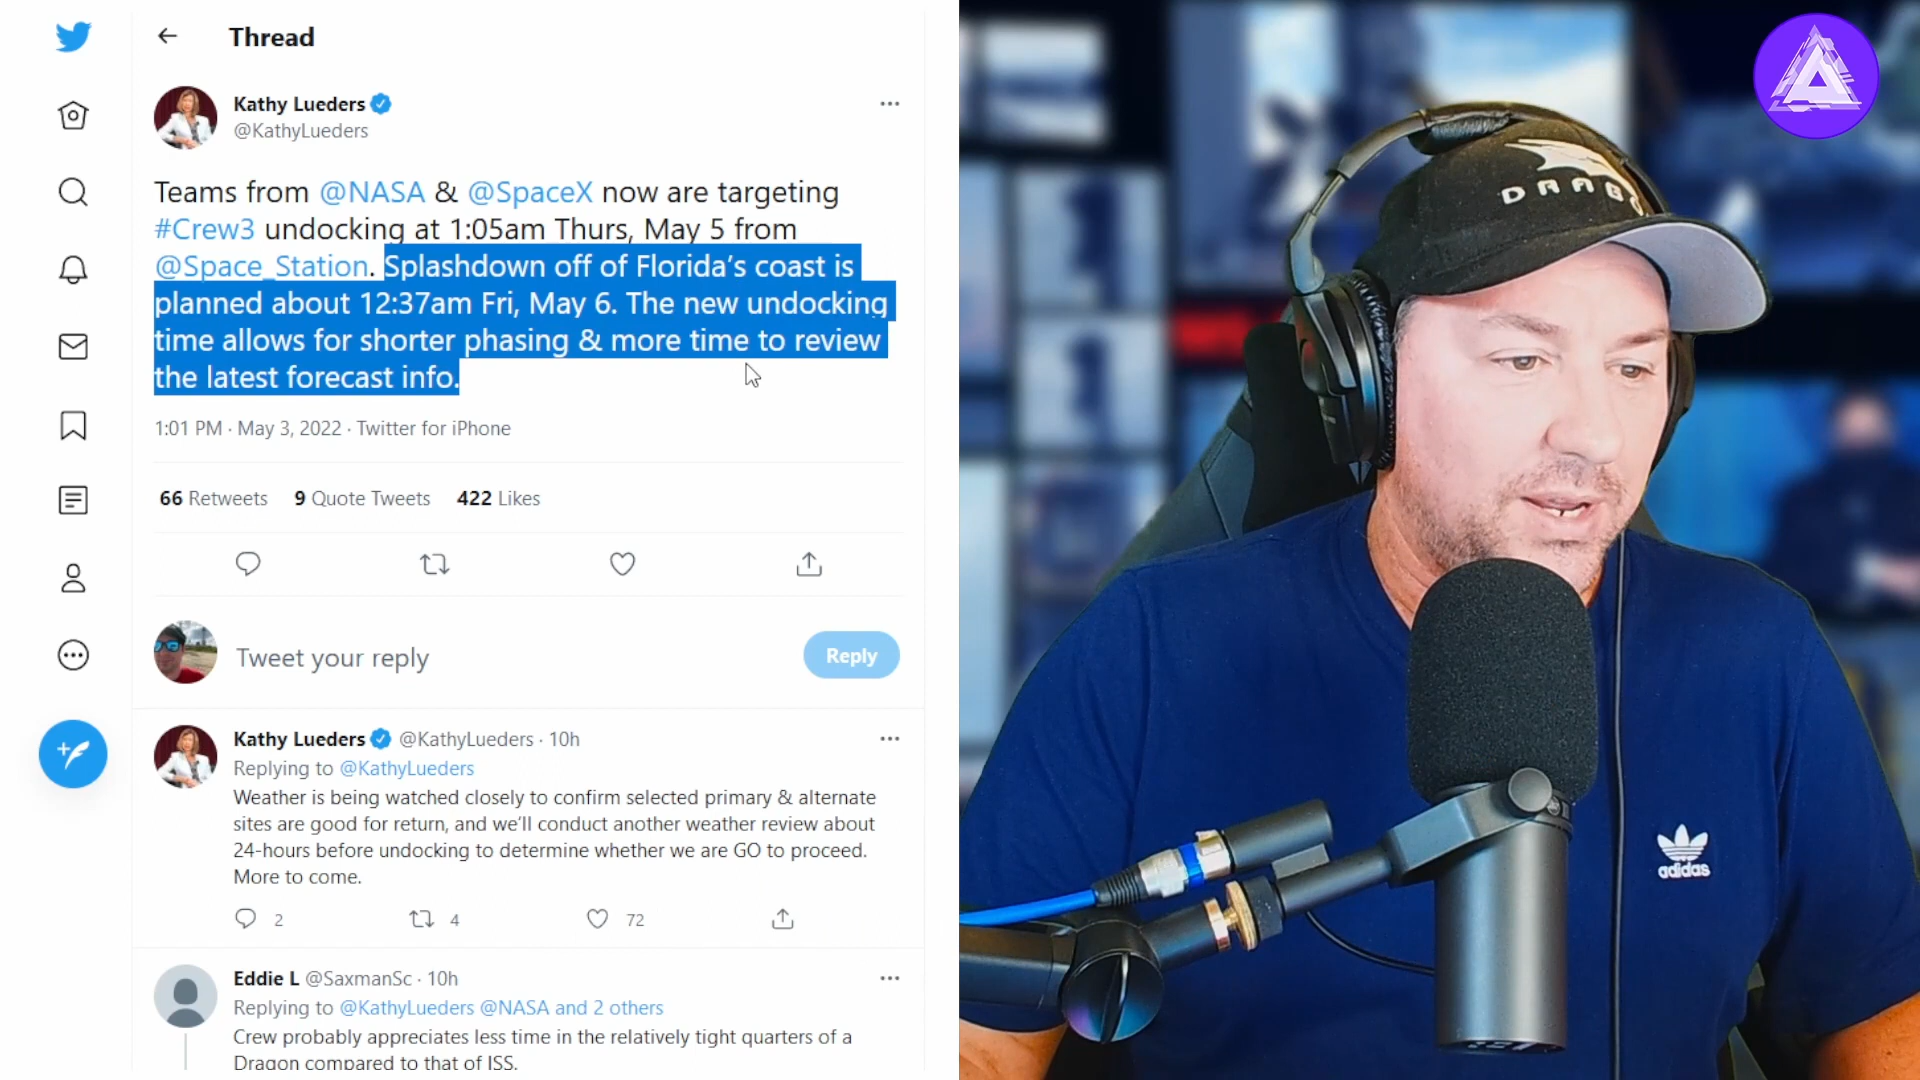 Thread
Kathy Lueders
@KathyLueders
Teams from @NASA & @SpaceX now are targeting
#Crew3 undocking at 1:05am Thurs, May 5 from
@Space_Station. Splashdown off of Florida’s coast is
planned about 12:37am Fri, May 6. The new undocking
time allows for shorter phasing & more time to review
the latest forecast info.
1:01 PM · May 3, 2022 · Twitter for iPhone
66 Retweets 9 Quote Tweets 422 Likes
Tweet your reply
Reply
Kathy Lueders @KathyLueders · 10h
Replying to @KathyLueders
Weather is being watched closely to confirm selected primary & alternate
sites are good for return, and we’ll conduct another weather review about
24-hours before undocking to determine whether we are GO to proceed.
More to come.
2 4 72
Eddie L @SaxmanSc · 10h
Replying to @KathyLueders @NASA and 2 others
Crew probably appreciates less time in the relatively tight quarters of a
Dragon compared to that of ISS.
adidas